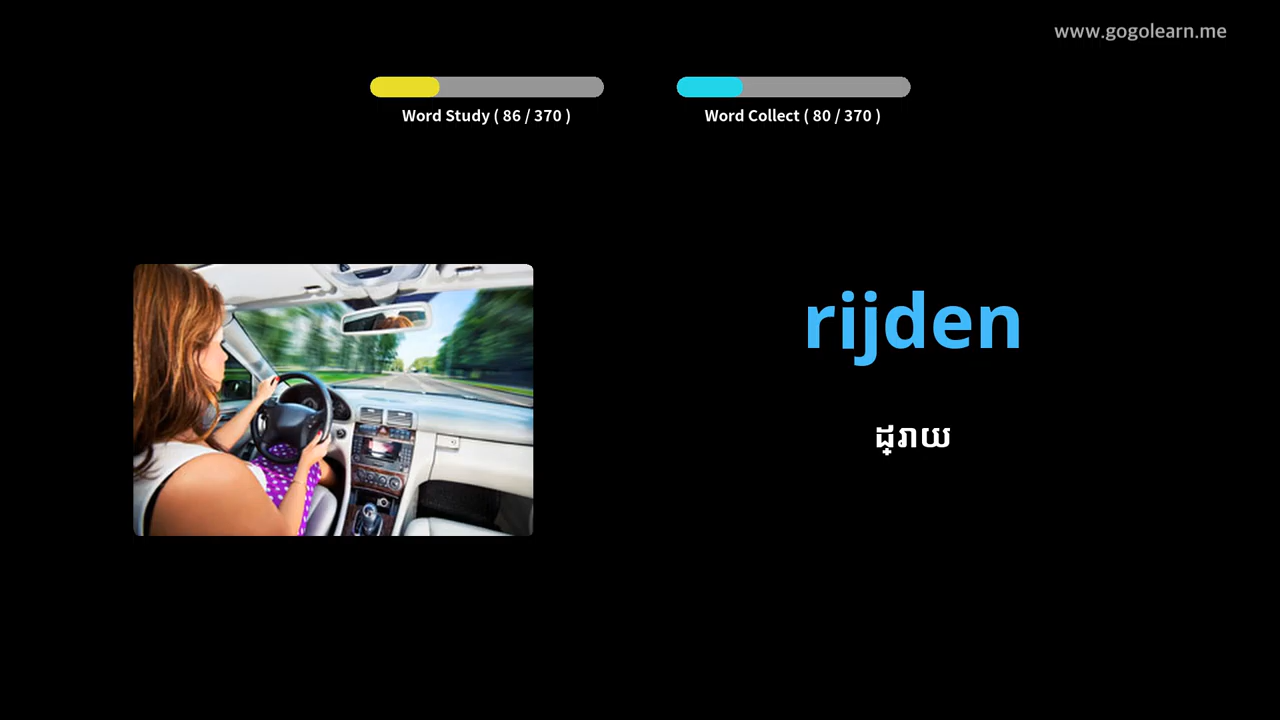 www.gogolearn.me
Word Study ( 86 / 370 )
Word Collect ( 80 / 370 )
rijden
ដ្រាយ